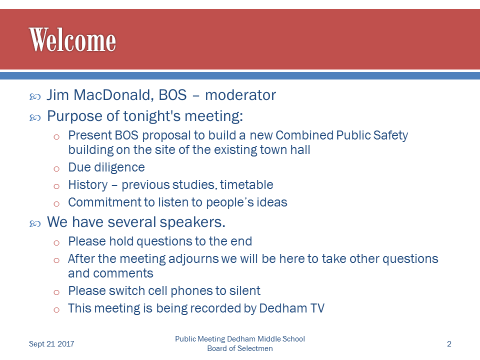 Welcome
Jim MacDonald, BOS – moderator
Purpose of tonight's meeting:
Present BOS proposal to build a new Combined Public Safety
building on the site of the existing town hall
Due diligence
History – previous studies, timetable
Commitment to listen to people's ideas
We have several speakers.
Please hold questions to the end
After the meeting adjourns we will be here to take other questions
and comments
Please switch cell phones to silent
This meeting is being recorded by Dedham TV
Sept 21 2017
Public Meeting Dedham Middle School
Board of Selectmen
2